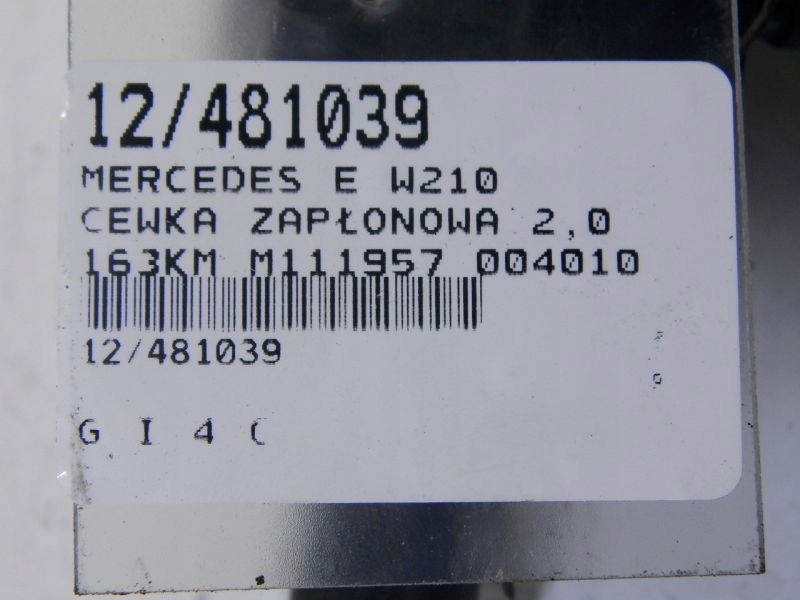 12/481039
MERCEDES E W210
CEWKA ZAPŁONOWA 2,0
163KM M111957 004010
12/481039
G I 4 C